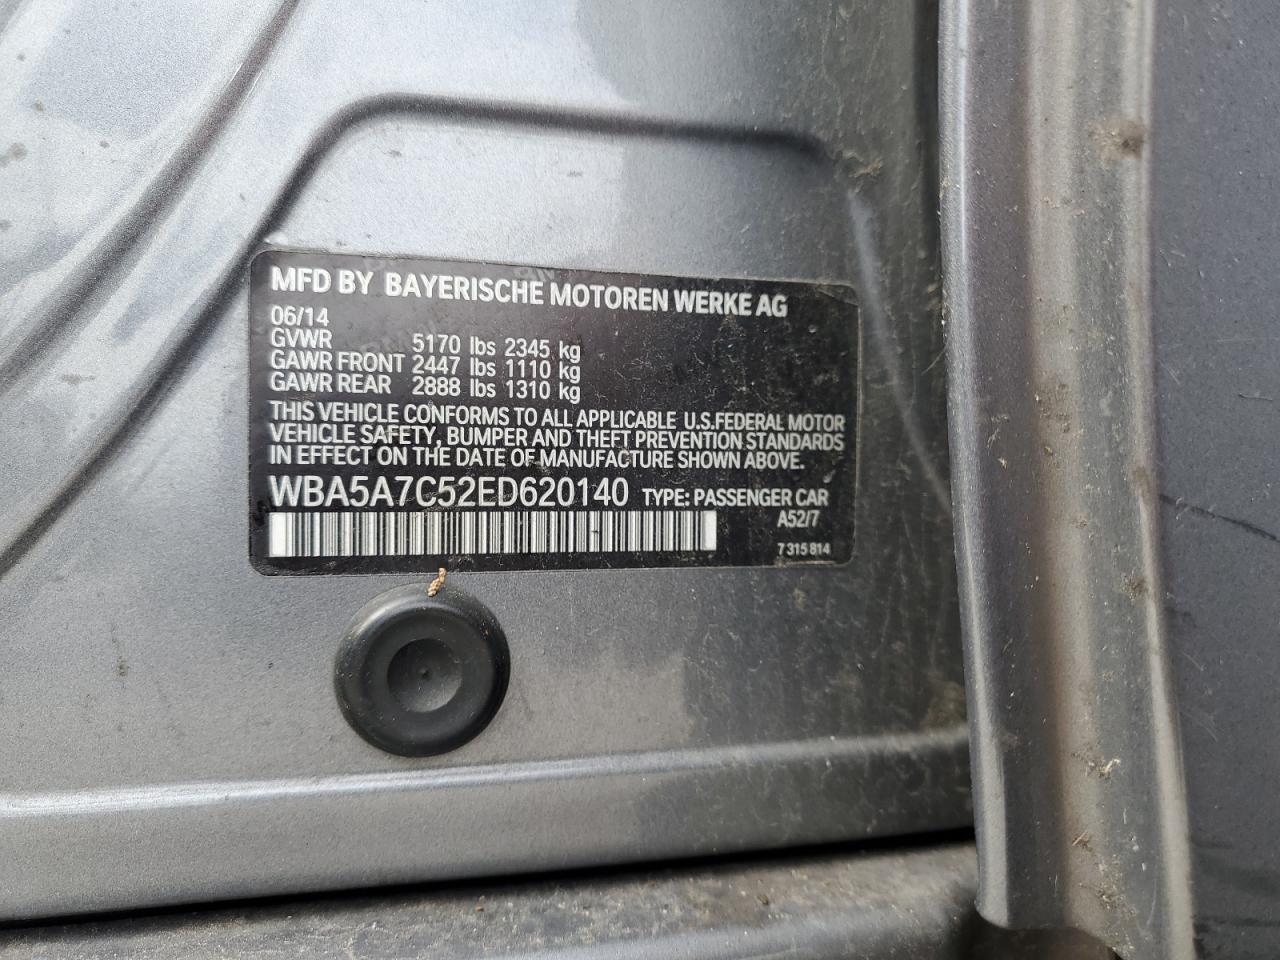 MFD BY BAYERISCHE MOTOREN WERKE AG
06/14
GVWR 5170 lbs 2345 kg
GAWR FRONT 2447 lbs 1110 kg
GAWR REAR 2888 lbs 1310 kg
THIS VEHICLE CONFORMS TO ALL APPLICABLE U.S.FEDERAL MOTOR
VEHICLE SAFETY, BUMPER AND THEFT PREVENTION STANDARDS
IN EFFECT ON THE DATE OF MANUFACTURE SHOWN ABOVE.
WBA5A7C52ED620140 TYPE: PASSENGER CAR
A52/7
7 315 814